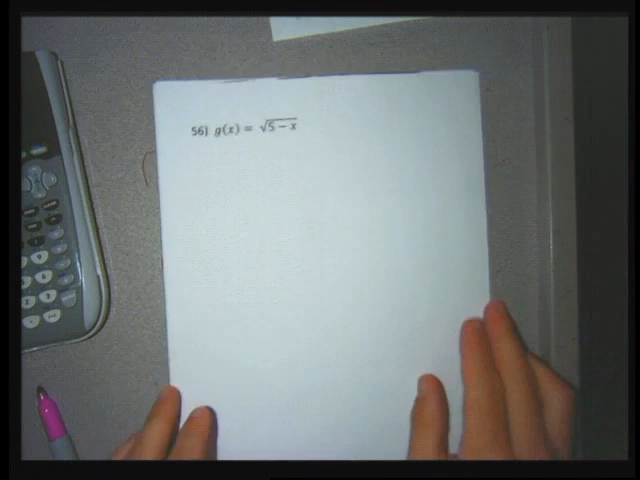 56) g(x) = √5 − x